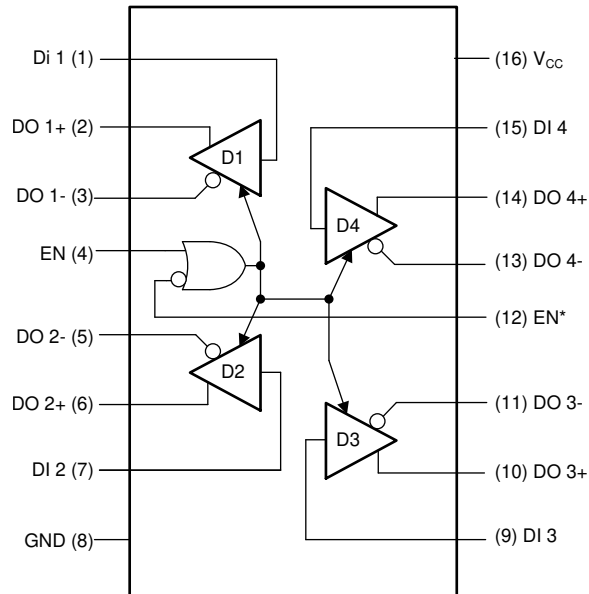 Di 1 (1)
DO 1+ (2)
DO 1- (3)
EN (4)
DO 2- (5)
DO 2+ (6)
DI 2 (7)
GND (8)
D1
D2
D4
D3
(16) VCC
(15) DI 4
(14) DO 4+
(13) DO 4-
(12) EN*
(11) DO 3-
(10) DO 3+
(9) DI 3